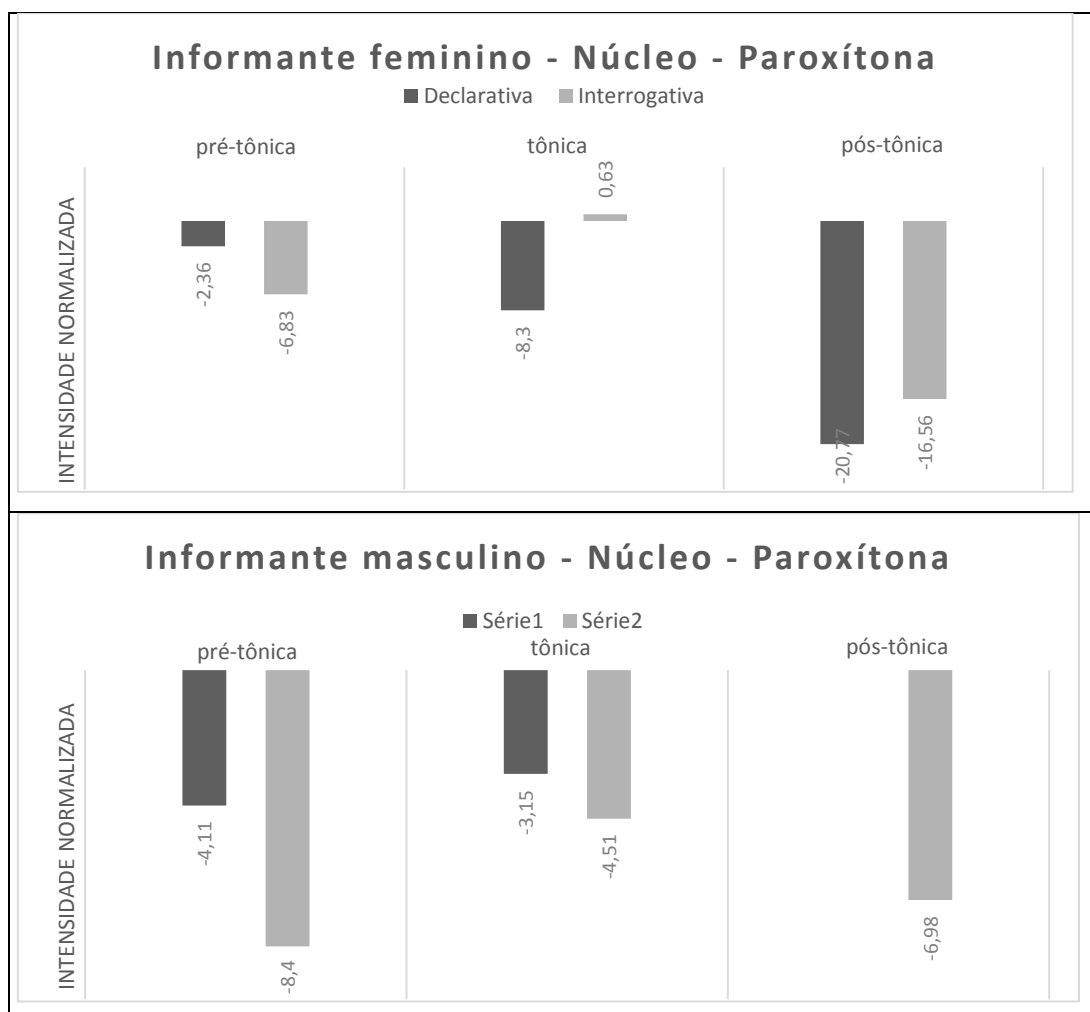 Informante feminino - Núcleo - Paroxítona
Declarativa Interrogativa
pré-tônica tônica pós-tônica
INTENSIDADE NORMALIZADA
-2,36
-6,83
-8,3
0,63
-20,77
-16,56
Informante masculino - Núcleo - Paroxítona
Série1 Série2
pré-tônica tônica pós-tônica
INTENSIDADE NORMALIZADA
-4,11
-8,4
-3,15
-4,51
-6,98